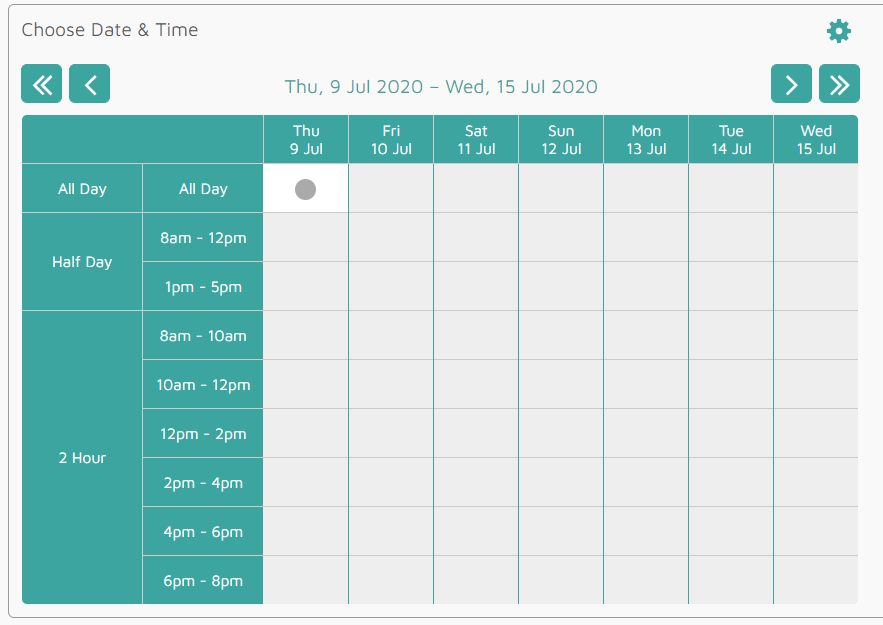 Choose Date & Time
Thu, 9 Jul 2020 – Wed, 15 Jul 2020
Thu Fri Sat Sun Mon Tue Wed
9 Jul 10 Jul 11 Jul 12 Jul 13 Jul 14 Jul 15 Jul
All Day All Day
Half Day
8am - 12pm
1pm - 5pm
2 Hour
8am - 10am
10am - 12pm
12pm - 2pm
2pm - 4pm
4pm - 6pm
6pm - 8pm